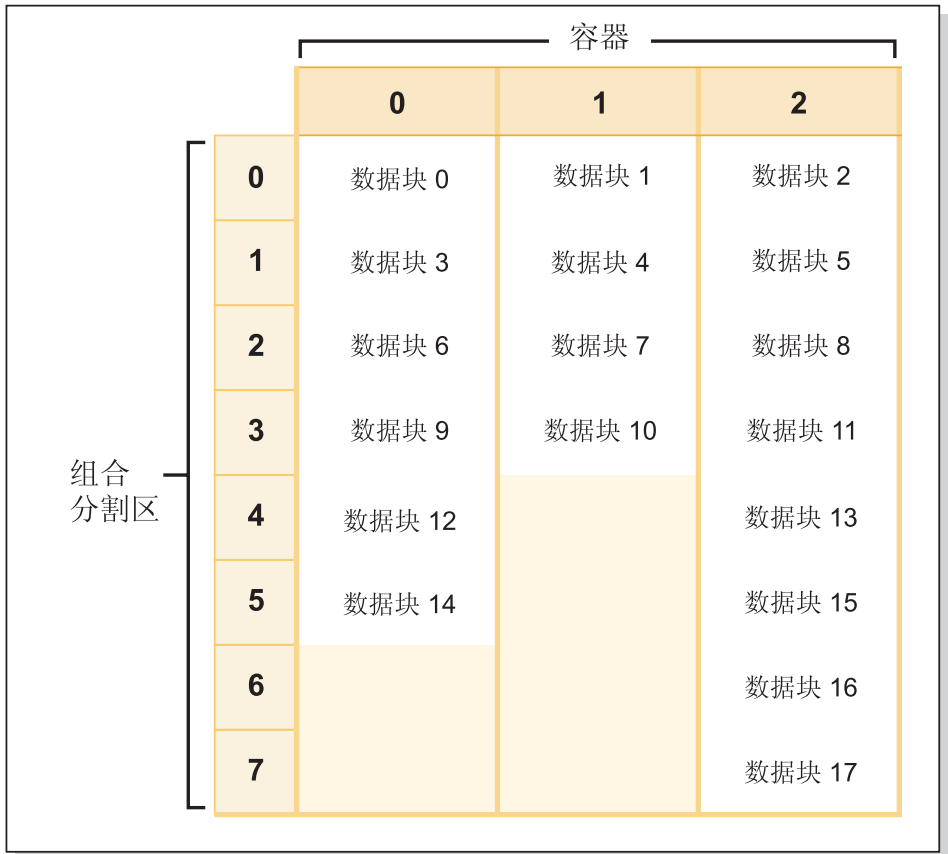 容器
0 1 2
0 数据块 0 数据块 1 数据块 2
1 数据块 3 数据块 4 数据块 5
2 数据块 6 数据块 7 数据块 8
3 数据块 9 数据块 10 数据块 11
组合
分割区
4 数据块 12 数据块 13
5 数据块 14 数据块 15
6 数据块 16
7 数据块 17